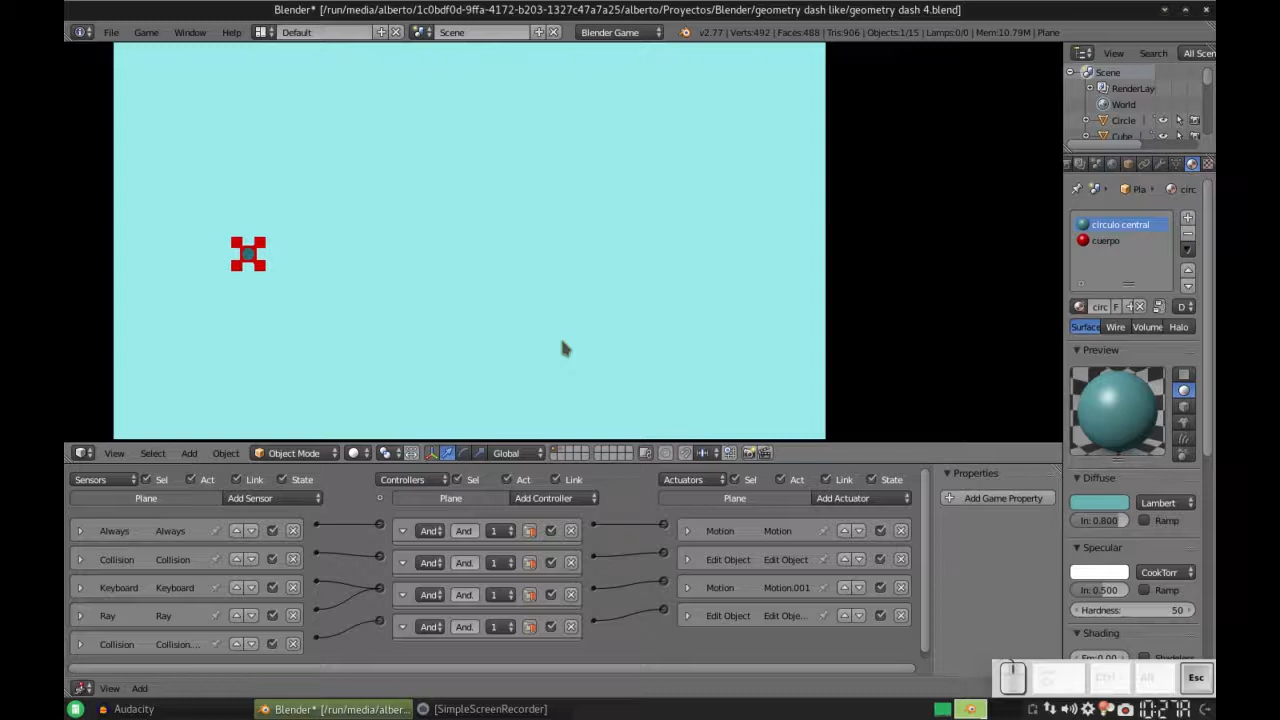 Blender* [/run/media/alberto/1c0bdf0d-9ffa-4172-b203-1327c47a7a25/alberto/Proyectos/Blender/geometry dash like/geometry dash 4.blend]
File Game Window Help Default Scene Blender Game v2.77 | Verts:492 | Faces:488 | Tris:906 | Objects:1/15 | Lamps:0/0 | Mem:10.79M | Plane
View Search All Scen
Scene
RenderLay
World
Circle
Cube
Pla circ
circulo central
cuerpo
circ F D
Surface Wire Volume Halo
Preview
Diffuse
Lambert
In: 0.800 Ramp
Specular
CookTorr
In: 0.500 Ramp
Hardness: 50
Shading
View Select Add Object Object Mode Global
Sensors Sel Act Link State Controllers Sel Act Link Actuators Sel Act Link State Properties
Plane Add Sensor Plane Add Controller Plane Add Actuator Add Game Property
Always Always And And 1 Motion Motion
Collision Collision And And. 1 Edit Object Edit Object
Keyboard Keyboard And And. 1 Motion Motion.001
Ray Ray And And. 1 Edit Object Edit Obje...
Collision Collision....
Ctrl Alt Esc
View Add
Audacity Blender* [/run/media/alber... [SimpleScreenRecorder] 10:27